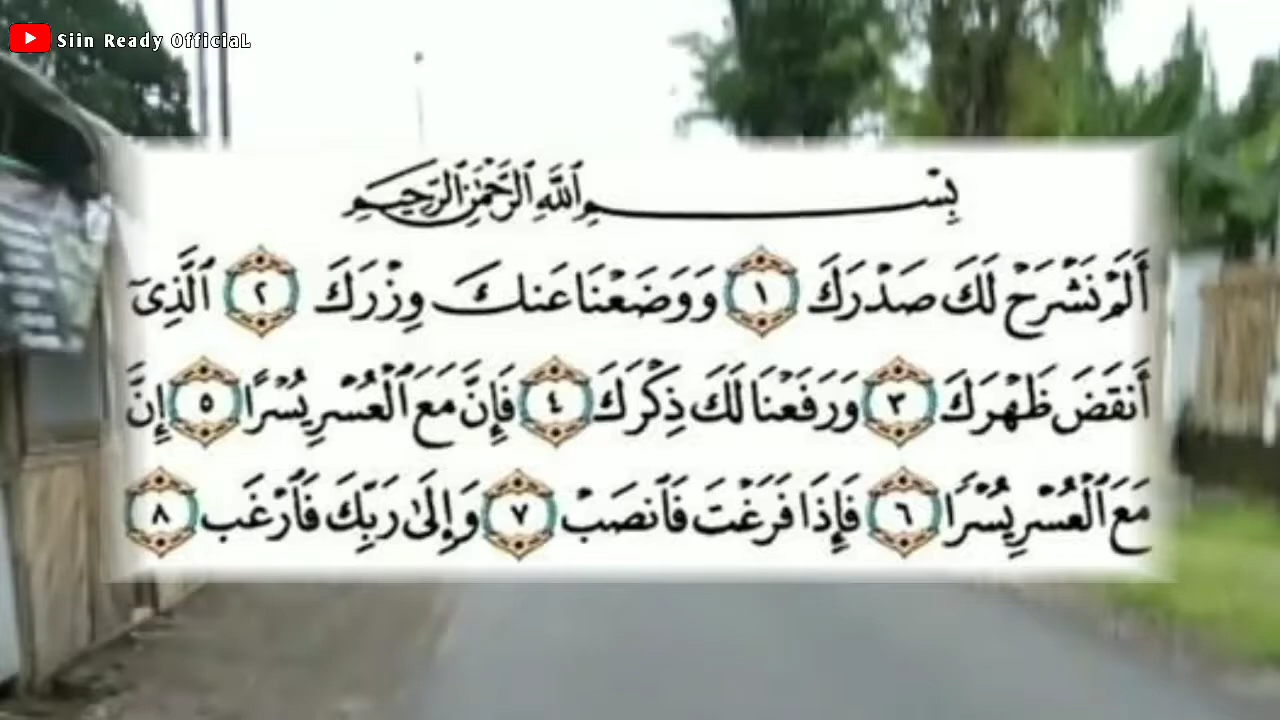 Siin Ready OfficiaL
بِسْمِ ٱللَّهِ ٱلرَّحْمَٰنِ ٱلرَّحِيمِ
أَلَمْ نَشْرَحْ لَكَ صَدْرَكَ ١ وَوَضَعْنَا عَنكَ وِزْرَكَ ٢ ٱلَّذِىٓ
أَنقَضَ ظَهْرَكَ ٣ وَرَفَعْنَا لَكَ ذِكْرَكَ ٤ فَإِنَّ مَعَ ٱلْعُسْرِ يُسْرًا ٥ إِنَّ
مَعَ ٱلْعُسْرِ يُسْرًا ٦ فَإِذَا فَرَغْتَ فَٱنصَبْ ٧ وَإِلَىٰ رَبِّكَ فَٱرْغَب ٨